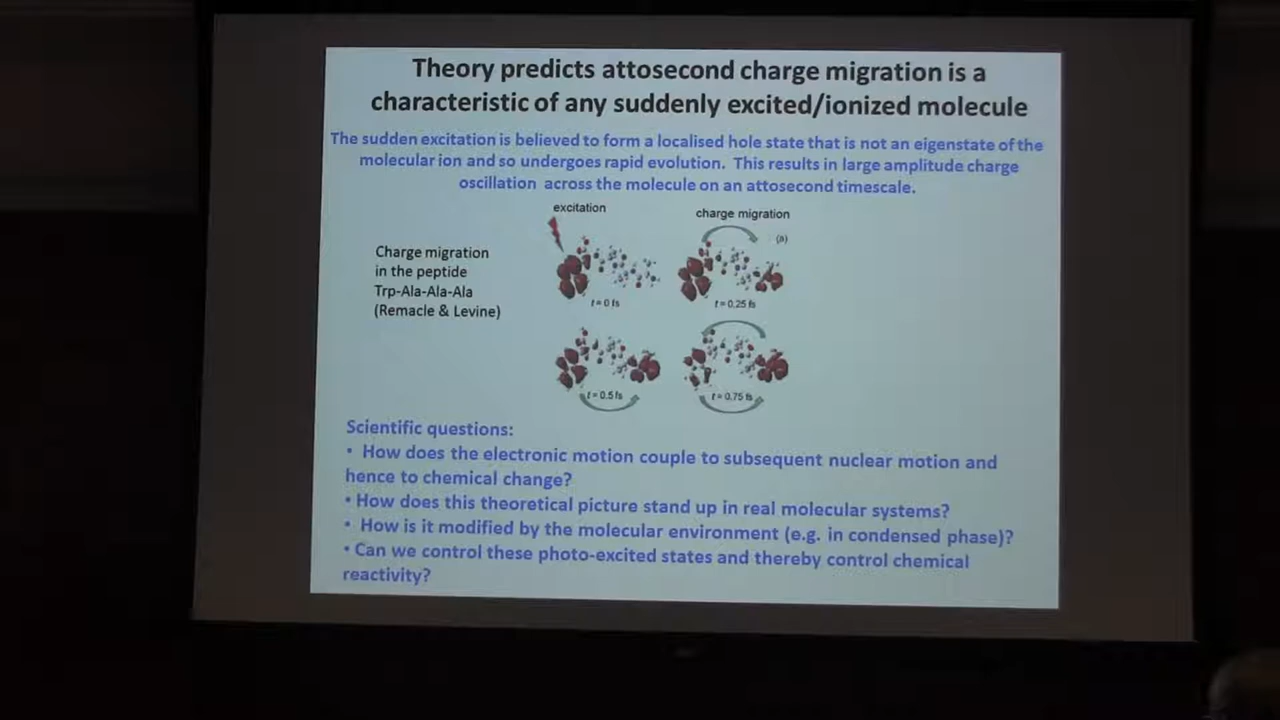 Theory predicts attosecond charge migration is a
characteristic of any suddenly excited/ionized molecule
The sudden excitation is believed to form a localised hole state that is not an eigenstate of the
molecular ion and so undergoes rapid evolution. This results in large amplitude charge
oscillation across the molecule on an attosecond timescale.
excitation
charge migration
(a)
Charge migration
in the peptide
Trp-Ala-Ala-Ala
(Remacle & Levine)
t = 0 fs
t = 0.25 fs
t = 0.5 fs
t = 0.75 fs
Scientific questions:
• How does the electronic motion couple to subsequent nuclear motion and
hence to chemical change?
• How does this theoretical picture stand up in real molecular systems?
• How is it modified by the molecular environment (e.g. in condensed phase)?
• Can we control these photo-excited states and thereby control chemical
reactivity?